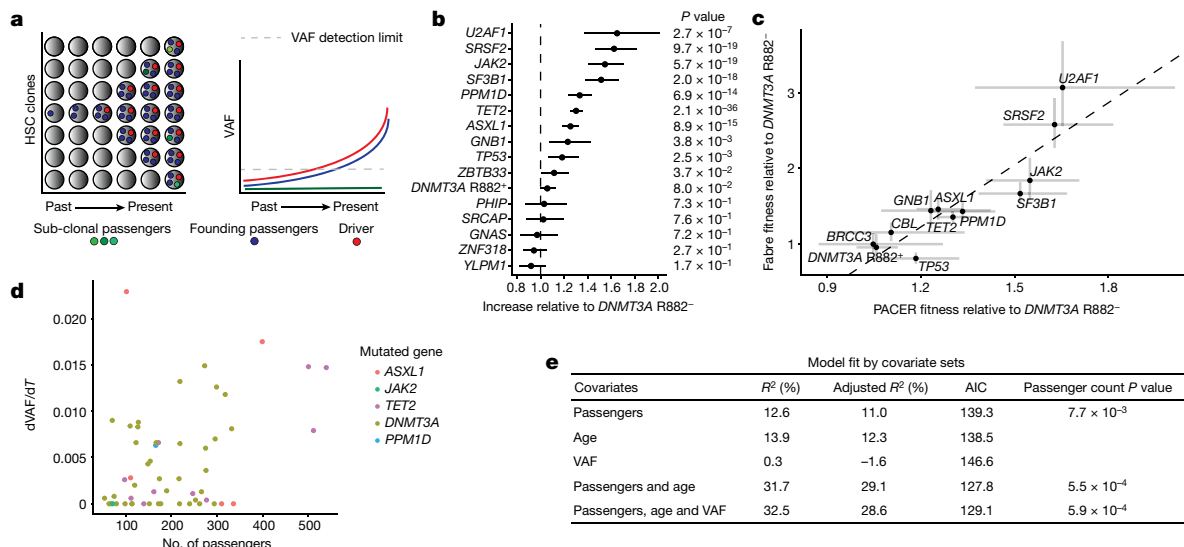 a
VAF detection limit
HSC clones
VAF
Past → Present
Past → Present
Sub-clonal passengers
Founding passengers
Driver
b
P value
U2AF1 2.7 × 10⁻⁷
SRSF2 9.7 × 10⁻¹⁹
JAK2 5.7 × 10⁻¹⁹
SF3B1 2.0 × 10⁻¹⁸
PPM1D 6.9 × 10⁻¹⁴
TET2 2.1 × 10⁻³⁶
ASXL1 8.9 × 10⁻¹⁵
GNB1 3.8 × 10⁻³
TP53 2.5 × 10⁻³
ZBTB33 3.7 × 10⁻²
DNMT3A R882⁺ 8.0 × 10⁻²
PHIP 7.3 × 10⁻¹
SRCAP 7.6 × 10⁻¹
GNAS 7.2 × 10⁻¹
ZNF318 2.7 × 10⁻¹
YLPM1 1.7 × 10⁻¹
0.8 1.0 1.2 1.4 1.6 1.8 2.0
Increase relative to DNMT3A R882⁻
c
Fabre fitness relative to DNMT3A R882⁻
3
2
1
U2AF1
SRSF2
JAK2
SF3B1
GNB1 ASXL1
PPM1D
TET2
CBL
BRCC3
DNMT3A R882⁺
TP53
0.9 1.2 1.5 1.8
PACER fitness relative to DNMT3A R882⁻
d
dVAF/dT
0.020
0.015
0.010
0.005
0
100 200 300 400 500
No. of passengers
Mutated gene
ASXL1
JAK2
TET2
DNMT3A
PPM1D
e
Model fit by covariate sets
Covariates R² (%) Adjusted R² (%) AIC Passenger count P value
Passengers 12.6 11.0 139.3 7.7 × 10⁻³
Age 13.9 12.3 138.5
VAF 0.3 –1.6 146.6
Passengers and age 31.7 29.1 127.8 5.5 × 10⁻⁴
Passengers, age and VAF 32.5 28.6 129.1 5.9 × 10⁻⁴